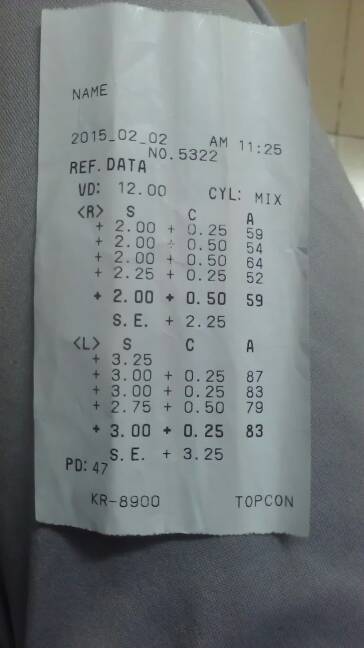 NAME
2015_02_02 AM 11:25
NO.5322
REF.DATA
VD: 12.00 CYL: MIX
<R> S C A
+ 2.00 + 0.25 59
+ 2.00 + 0.50 54
+ 2.00 + 0.50 64
+ 2.25 + 0.25 52
+ 2.00 + 0.50 59
S.E. + 2.25
<L> S C A
+ 3.25
+ 3.00 + 0.25 87
+ 3.00 + 0.25 83
+ 2.75 + 0.50 79
+ 3.00 + 0.25 83
S.E. + 3.25
PD: 47
KR-8900 TOPCON